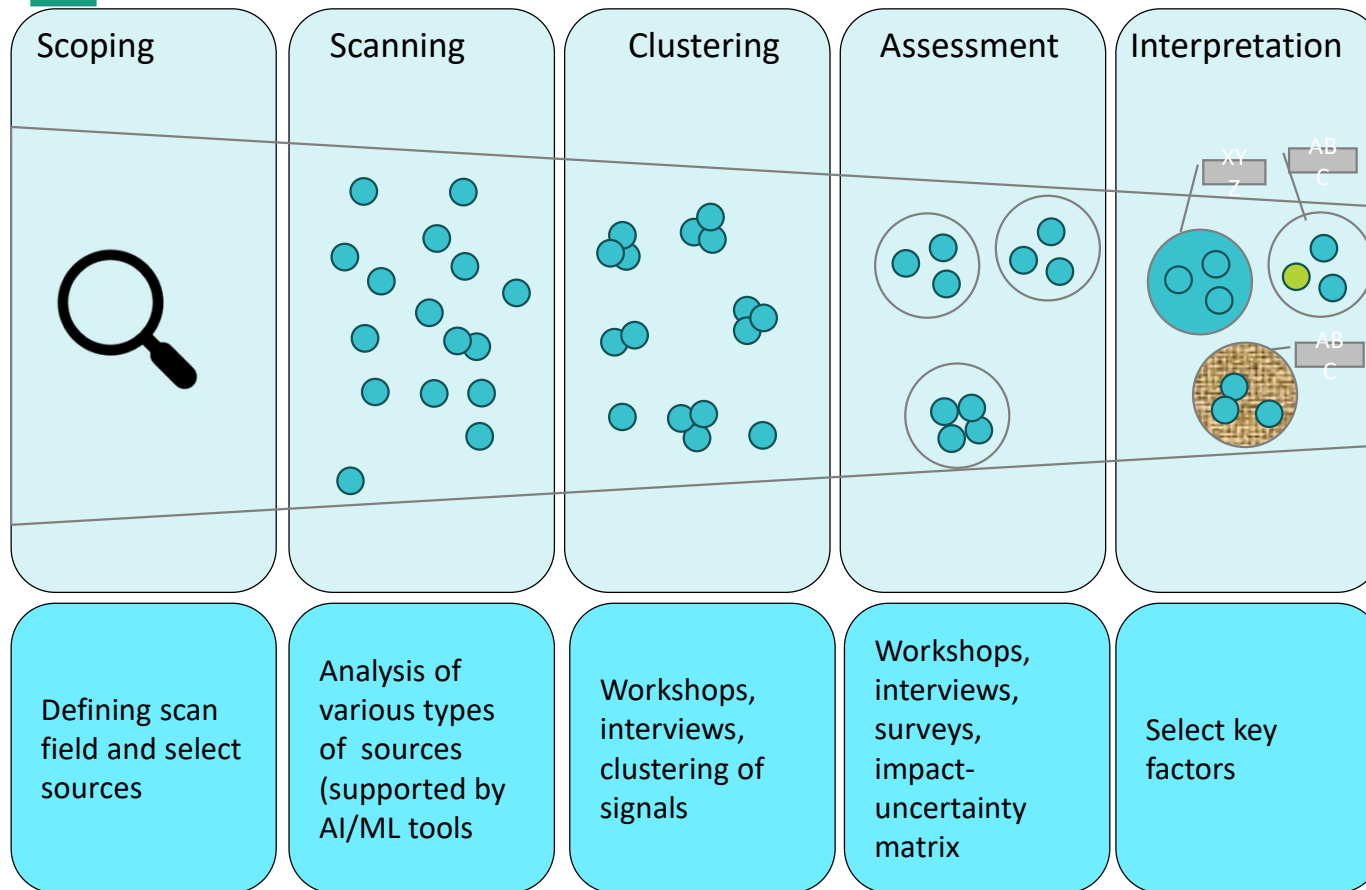 Scoping
Scanning
Clustering
Assessment
Interpretation
XY
Z
AB
C
AB
C
Defining scan
field and select
sources
Analysis of
various types
of sources
(supported by
AI/ML tools
Workshops,
interviews,
clustering of
signals
Workshops,
interviews,
surveys,
impact-
uncertainty
matrix
Select key
factors